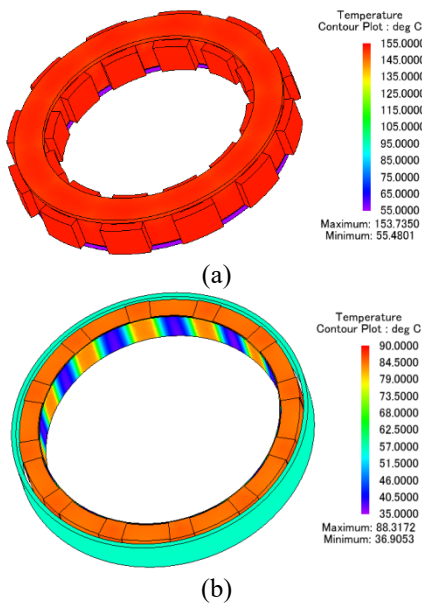 Temperature
Contour Plot : deg C
155.0000
145.0000
135.0000
125.0000
115.0000
105.0000
95.0000
85.0000
75.0000
65.0000
55.0000
Maximum: 153.7350
Minimum: 55.4801
(a)
Temperature
Contour Plot : deg C
90.0000
84.5000
79.0000
73.5000
68.0000
62.5000
57.0000
51.5000
46.0000
40.5000
35.0000
Maximum: 88.3172
Minimum: 36.9053
(b)